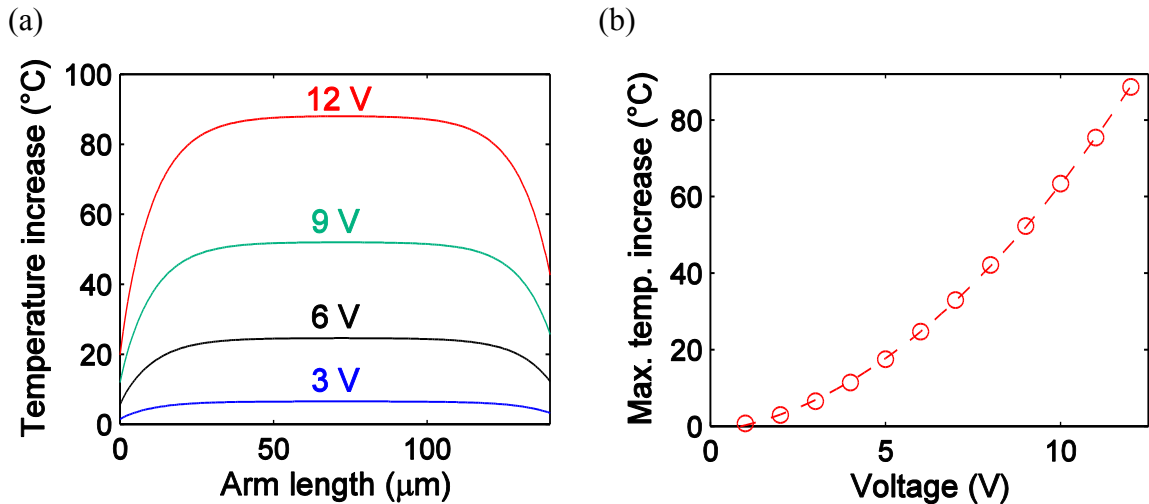 (a)
Temperature increase (°C)
100
80
60
40
20
0
12 V
9 V
6 V
3 V
0
50
100
Arm length (μm)
(b)
Max. temp. increase (°C)
80
60
40
20
0
0
5
10
Voltage (V)